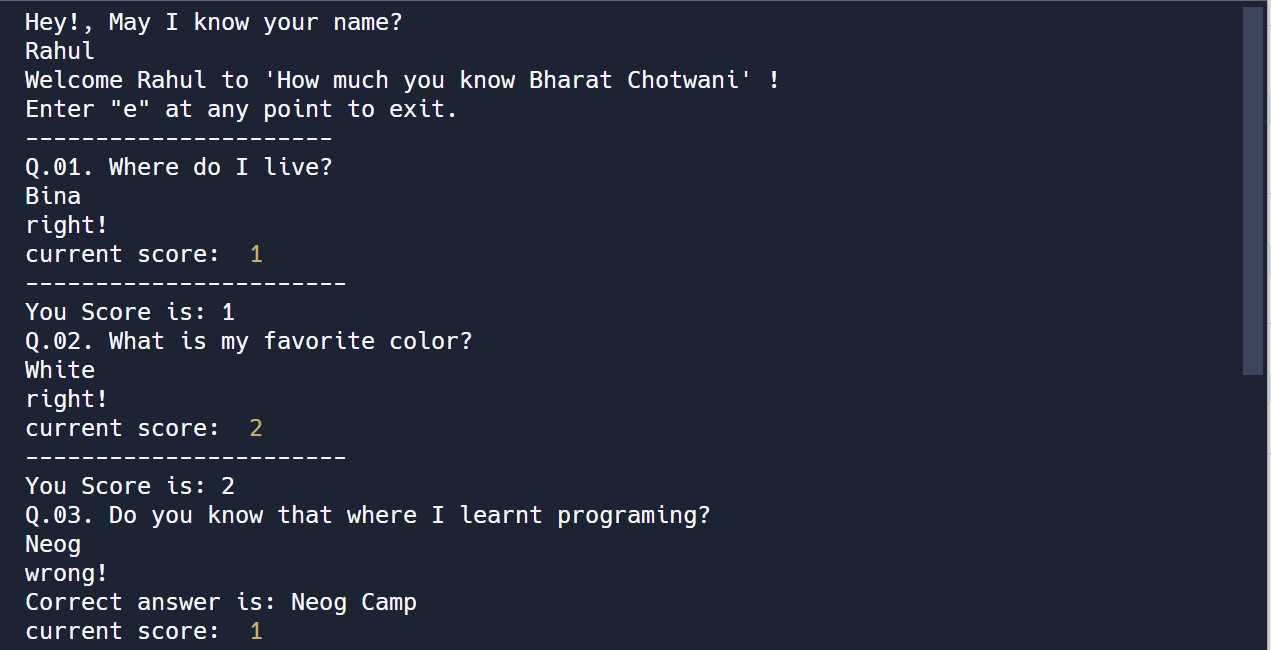 Hey!, May I know your name?
Rahul
Welcome Rahul to 'How much you know Bharat Chotwani' !
Enter "e" at any point to exit.
----------------------
Q.01. Where do I live?
Bina
right!
current score:  1
-----------------------
You Score is: 1
Q.02. What is my favorite color?
White
right!
current score:  2
-----------------------
You Score is: 2
Q.03. Do you know that where I learnt programing?
Neog
wrong!
Correct answer is: Neog Camp
current score:  1